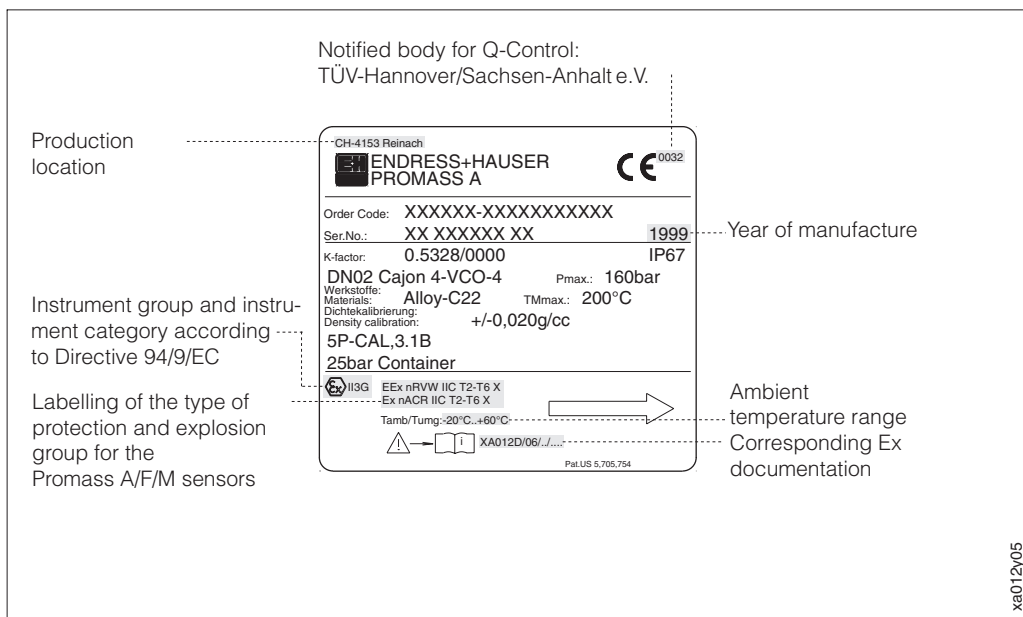 Notified body for Q-Control:
TÜV-Hannover/Sachsen-Anhalt e.V.
Production
location
CH-4153 Reinach
EH ENDRESS+HAUSER
PROMASS A
CE 0032
Order Code: XXXXXX-XXXXXXXXXXX
Ser.No.: XX XXXXXX XX 1999
Year of manufacture
K-factor: 0.5328/0000 IP67
DN02 Cajon 4-VCO-4 Pmax.: 160bar
Werkstoffe:
Materials: Alloy-C22 TMmax.: 200°C
Dichtekalibrierung:
Density calibration: +/-0,020g/cc
5P-CAL,3.1B
25bar Container
Instrument group and instru-
ment category according
to Directive 94/9/EC
Ex II3G EEx nRVW IIC T2-T6 X
Ex nACR IIC T2-T6 X
Labelling of the type of
protection and explosion
group for the
Promass A/F/M sensors
Tamb/Tumg:-20°C..+60°C
Ambient
temperature range
i XA012D/06/../....
Corresponding Ex
documentation
Pat.US 5,705,754
xa012y05